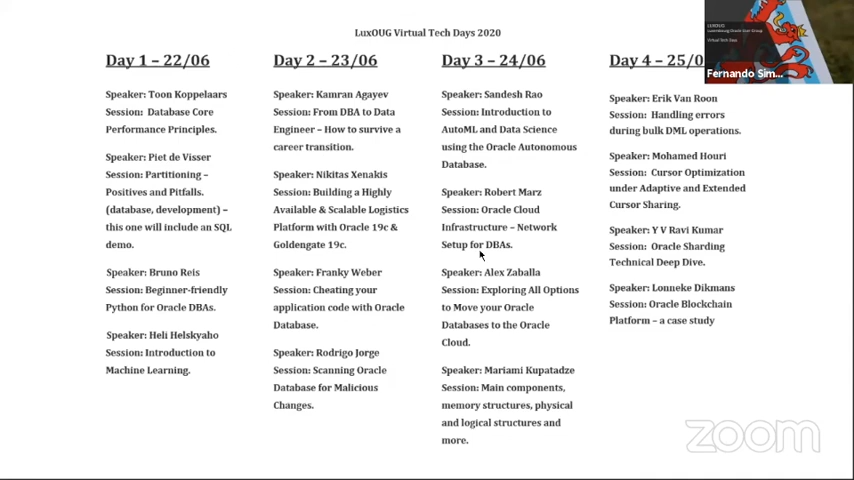 LuxOUG Virtual Tech Days 2020
Day 1 – 22/06
Speaker: Toon Koppelaars
Session: Database Core
Performance Principles.
Speaker: Piet de Visser
Session: Partitioning –
Positives and Pitfalls.
(database, development) –
this one will include an SQL
demo.
Speaker: Bruno Reis
Session: Beginner-friendly
Python for Oracle DBAs.
Speaker: Heli Helskyaho
Session: Introduction to
Machine Learning.
Day 2 – 23/06
Speaker: Kamran Agayev
Session: From DBA to Data
Engineer – How to survive a
career transition.
Speaker: Nikitas Xenakis
Session: Building a Highly
Available & Scalable Logistics
Platform with Oracle 19c &
Goldengate 19c.
Speaker: Franky Weber
Session: Cheating your
application code with Oracle
Database.
Speaker: Rodrigo Jorge
Session: Scanning Oracle
Database for Malicious
Changes.
Day 3 – 24/06
Speaker: Sandesh Rao
Session: Introduction to
AutoML and Data Science
using the Oracle Autonomous
Database.
Speaker: Robert Marz
Session: Oracle Cloud
Infrastructure – Network
Setup for DBAs.
Speaker: Alex Zaballa
Session: Exploring All Options
to Move your Oracle
Databases to the Oracle
Cloud.
Speaker: Mariami Kupatadze
Session: Main components,
memory structures, physical
and logical structures and
more.
Day 4 – 25/0
Speaker: Erik Van Roon
Session: Handling errors
during bulk DML operations.
Speaker: Mohamed Houri
Session: Cursor Optimization
under Adaptive and Extended
Cursor Sharing.
Speaker: Y V Ravi Kumar
Session: Oracle Sharding
Technical Deep Dive.
Speaker: Lonneke Dikmans
Session: Oracle Blockchain
Platform – a case study
LUXOUG
Luxembourg Oracle User Group
Virtual Tech Days
Fernando Sim...
zoom